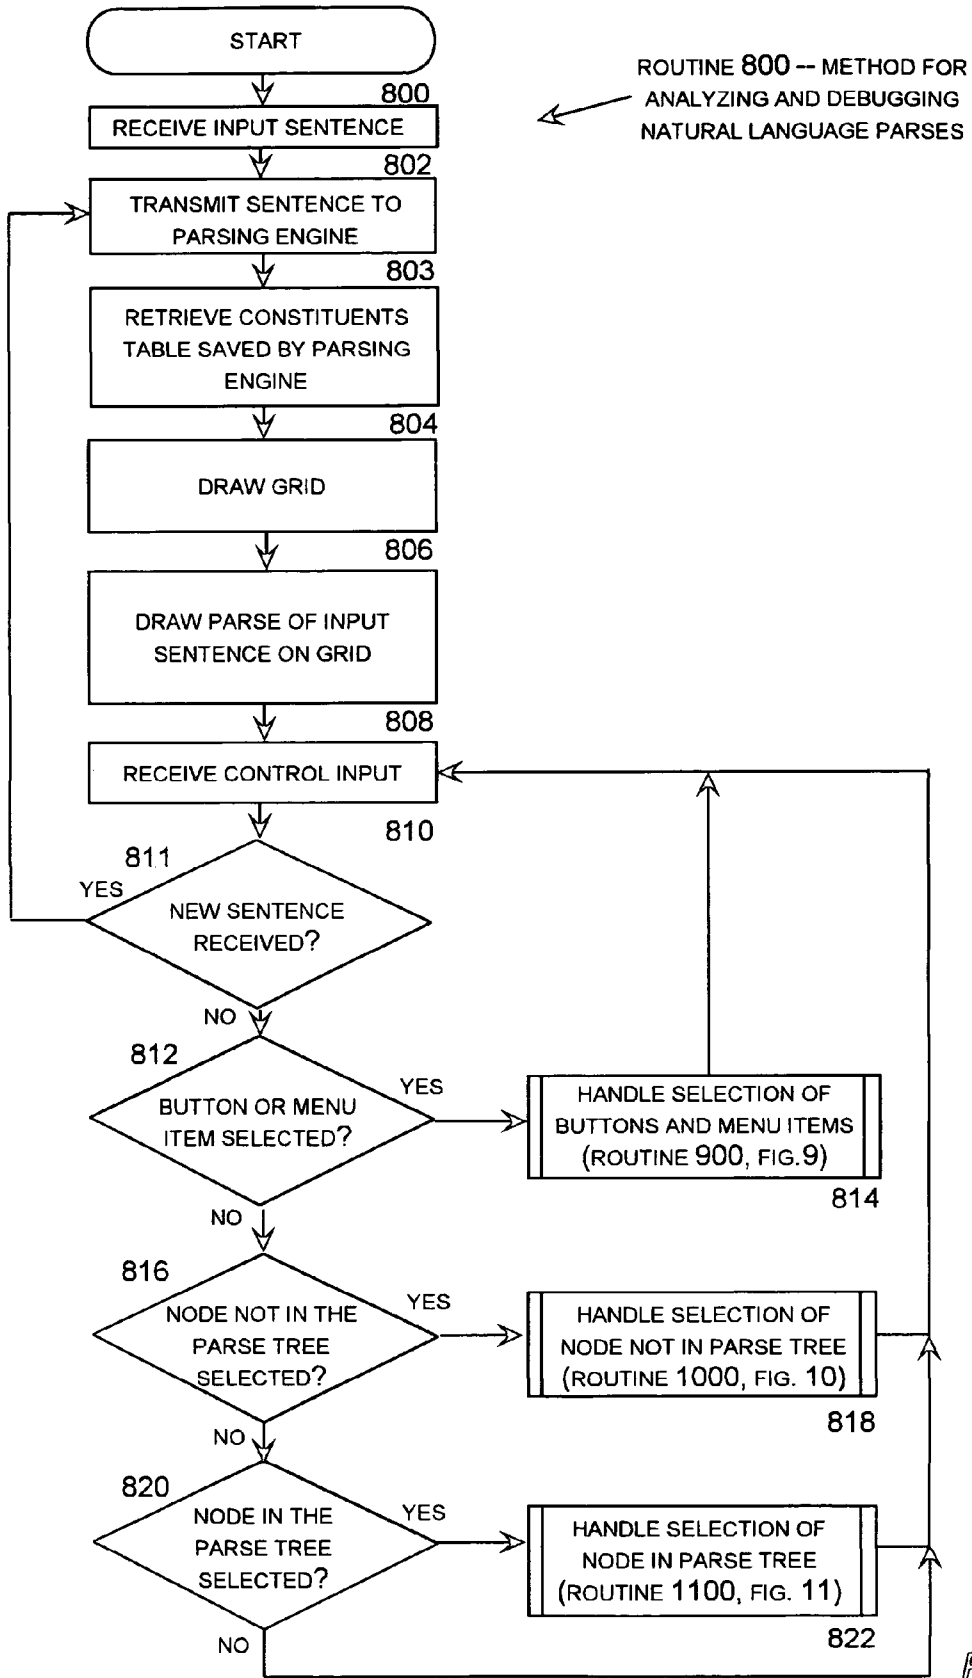 START
ROUTINE 800 -- METHOD FOR
ANALYZING AND DEBUGGING
NATURAL LANGUAGE PARSES
800
RECEIVE INPUT SENTENCE
802
TRANSMIT SENTENCE TO
PARSING ENGINE
803
RETRIEVE CONSTITUENTS
TABLE SAVED BY PARSING
ENGINE
804
DRAW GRID
806
DRAW PARSE OF INPUT
SENTENCE ON GRID
808
RECEIVE CONTROL INPUT
810
811
YES
NEW SENTENCE
RECEIVED?
NO
812
BUTTON OR MENU
ITEM SELECTED?
YES
HANDLE SELECTION OF
BUTTONS AND MENU ITEMS
(ROUTINE 900, FIG.9)
814
NO
816
NODE NOT IN THE
PARSE TREE
SELECTED?
YES
HANDLE SELECTION OF
NODE NOT IN PARSE TREE
(ROUTINE 1000, FIG. 10)
818
NO
820
NODE IN THE
PARSE TREE
SELECTED?
YES
HANDLE SELECTION OF
NODE IN PARSE TREE
(ROUTINE 1100, FIG. 11)
822
NO